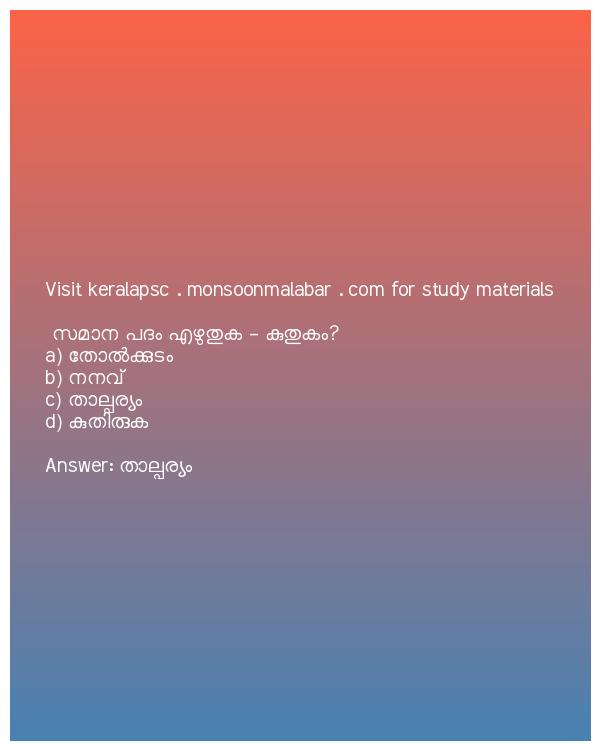 Visit keralapsc . monsoonmalabar . com for study materials
സമാന പദം എഴുതുക - കുതുകം?
a) തോൽക്കുടം
b) നനവ്
c) താല്പര്യം
d) കുതിരുക
Answer: താല്പര്യം